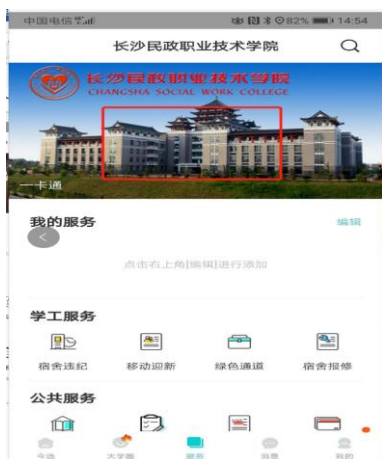 中国电信 82% 14:54
长沙民政职业技术学院
长沙民政职业技术学院
CHANGSHA SOCIAL WORK COLLEGE
一卡通
我的服务 编辑
点击右上角[编辑]进行添加
学工服务
宿舍违纪 移动迎新 绿色通道 宿舍报修
公共服务
今选 大学圈 服务 消息 我的